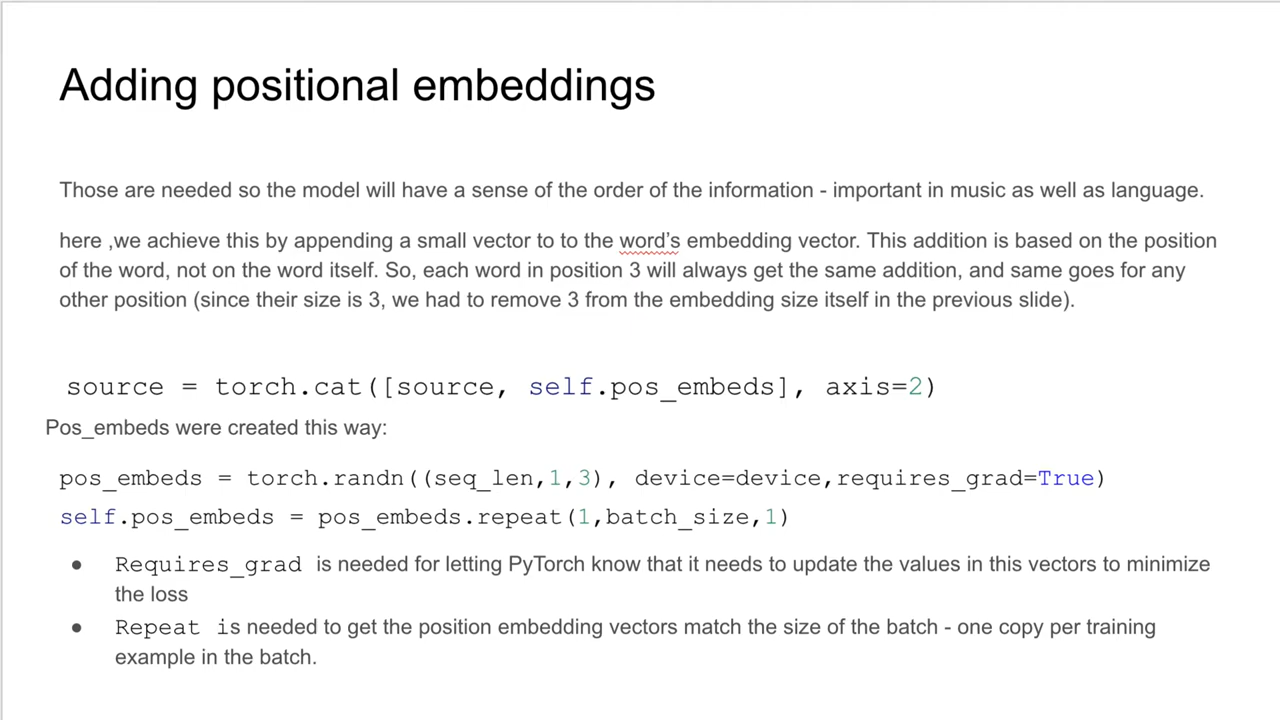 Adding positional embeddings
Those are needed so the model will have a sense of the order of the information - important in music as well as language.
here ,we achieve this by appending a small vector to to the word's embedding vector. This addition is based on the position
of the word, not on the word itself. So, each word in position 3 will always get the same addition, and same goes for any
other position (since their size is 3, we had to remove 3 from the embedding size itself in the previous slide).
source = torch.cat([source, self.pos_embeds], axis=2)
Pos_embeds were created this way:
pos_embeds = torch.randn((seq_len,1,3), device=device,requires_grad=True)
self.pos_embeds = pos_embeds.repeat(1,batch_size,1)
● Requires_grad is needed for letting PyTorch know that it needs to update the values in this vectors to minimize
the loss
● Repeat is needed to get the position embedding vectors match the size of the batch - one copy per training
example in the batch.